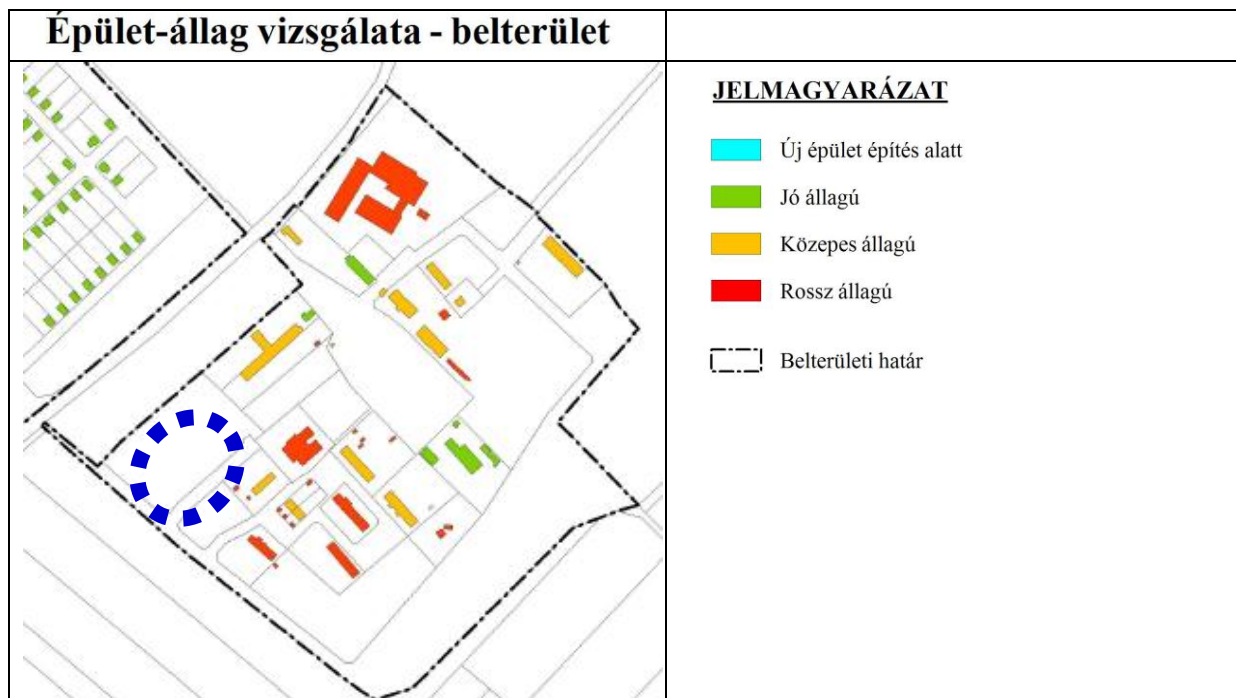 Épület-állag vizsgálata - belterület
JELMAGYARÁZAT
Új épület építés alatt
Jó állagú
Közepes állagú
Rossz állagú
Belterületi határ